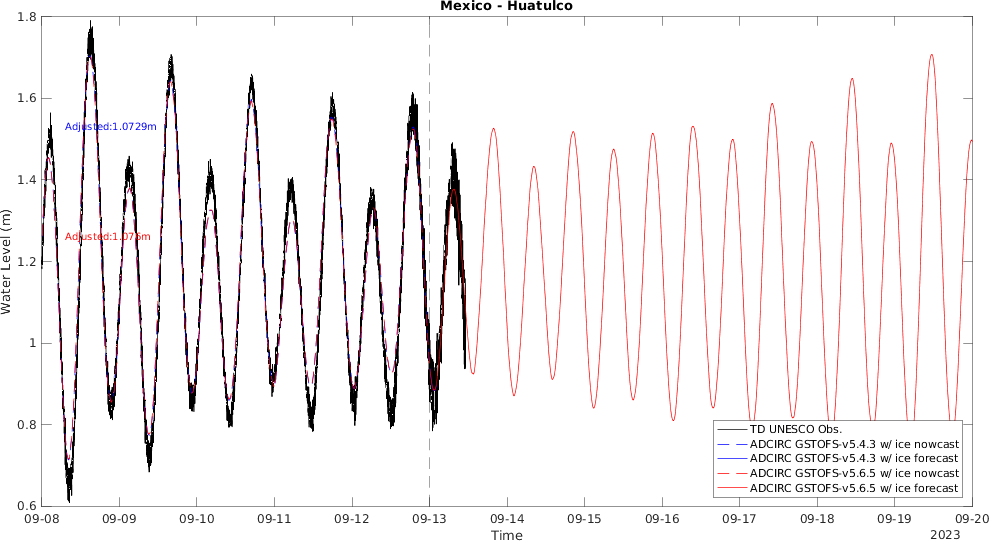 Mexico - Huatulco
1.8
1.6
1.4
1.2
1
0.8
0.6
Water Level (m)
Adjusted:1.0729m
Adjusted:1.076m
TD UNESCO Obs.
ADCIRC GSTOFS-v5.4.3 w/ ice nowcast
ADCIRC GSTOFS-v5.4.3 w/ ice forecast
ADCIRC GSTOFS-v5.6.5 w/ ice nowcast
ADCIRC GSTOFS-v5.6.5 w/ ice forecast
09-08 09-09 09-10 09-11 09-12 09-13 09-14 09-15 09-16 09-17 09-18 09-19 09-20
Time
2023